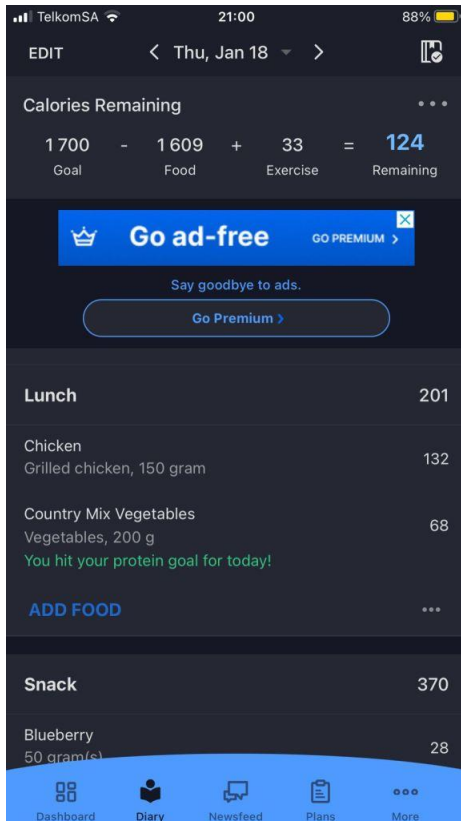 TelkomSA 21:00 88%
EDIT < Thu, Jan 18 >
Calories Remaining
1 700 - 1 609 + 33 = 124
Goal Food Exercise Remaining
Go ad-free GO PREMIUM >
Say goodbye to ads.
Go Premium >
Lunch 201
Chicken 132
Grilled chicken, 150 gram
Country Mix Vegetables 68
Vegetables, 200 g
You hit your protein goal for today!
ADD FOOD
Snack 370
Blueberry 28
50 gram(s)
Dashboard Diary Newsfeed Plans More